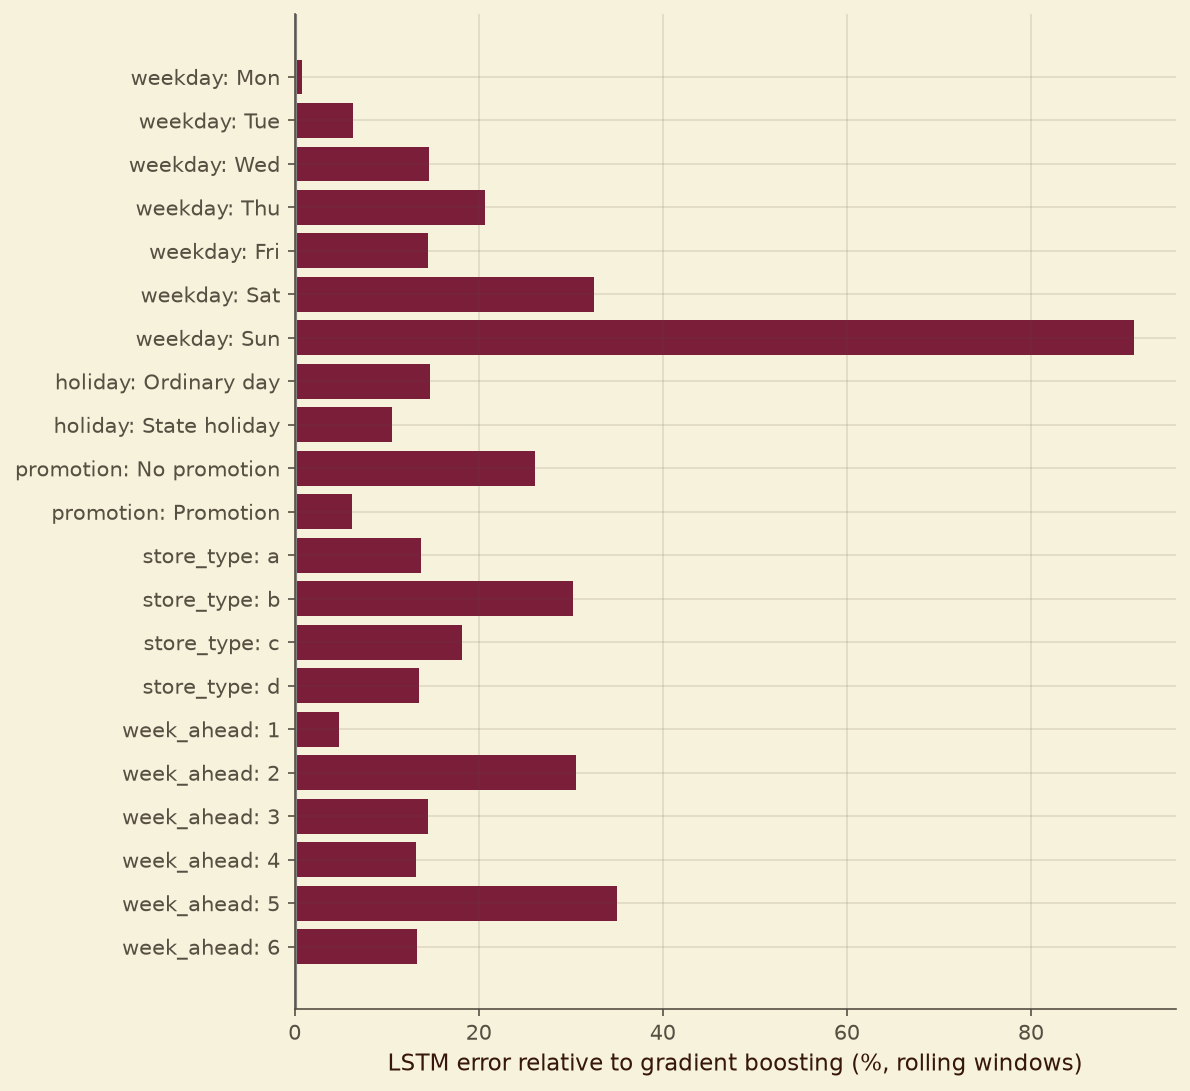 weekday: Mon
weekday: Tue
weekday: Wed
weekday: Thu
weekday: Fri
weekday: Sat
weekday: Sun
holiday: Ordinary day
holiday: State holiday
promotion: No promotion
promotion: Promotion
store_type: a
store_type: b
store_type: c
store_type: d
week_ahead: 1
week_ahead: 2
week_ahead: 3
week_ahead: 4
week_ahead: 5
week_ahead: 6
0 20 40 60 80
LSTM error relative to gradient boosting (%, rolling windows)